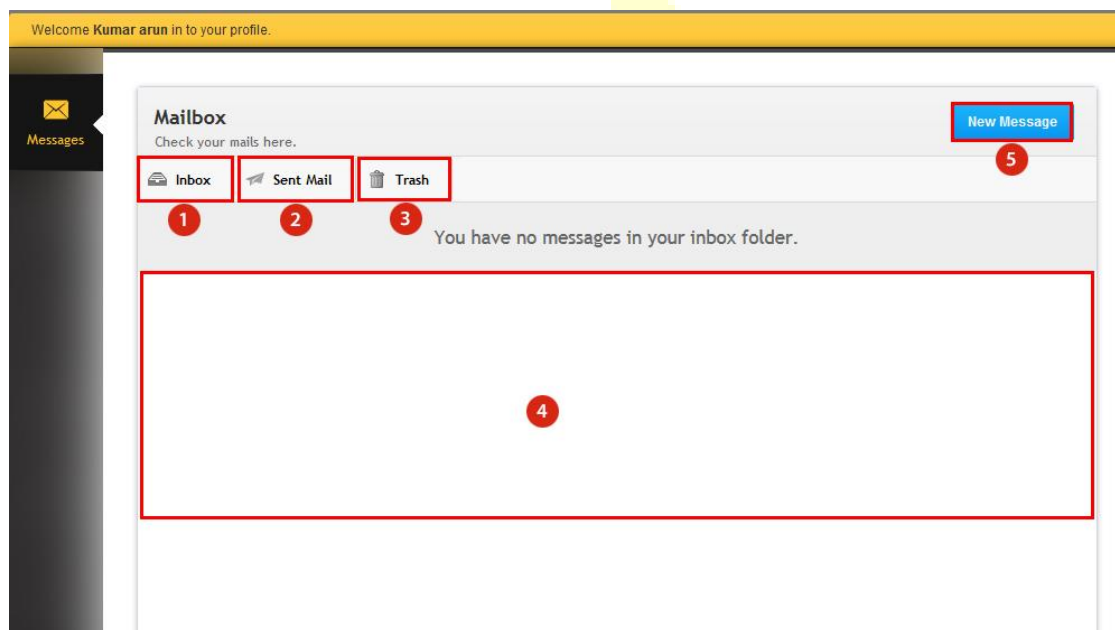 Welcome Kumar arun in to your profile.
Messages
Mailbox
Check your mails here.
New Message
5
Inbox
Sent Mail
Trash
1
2
3
You have no messages in your inbox folder.
4